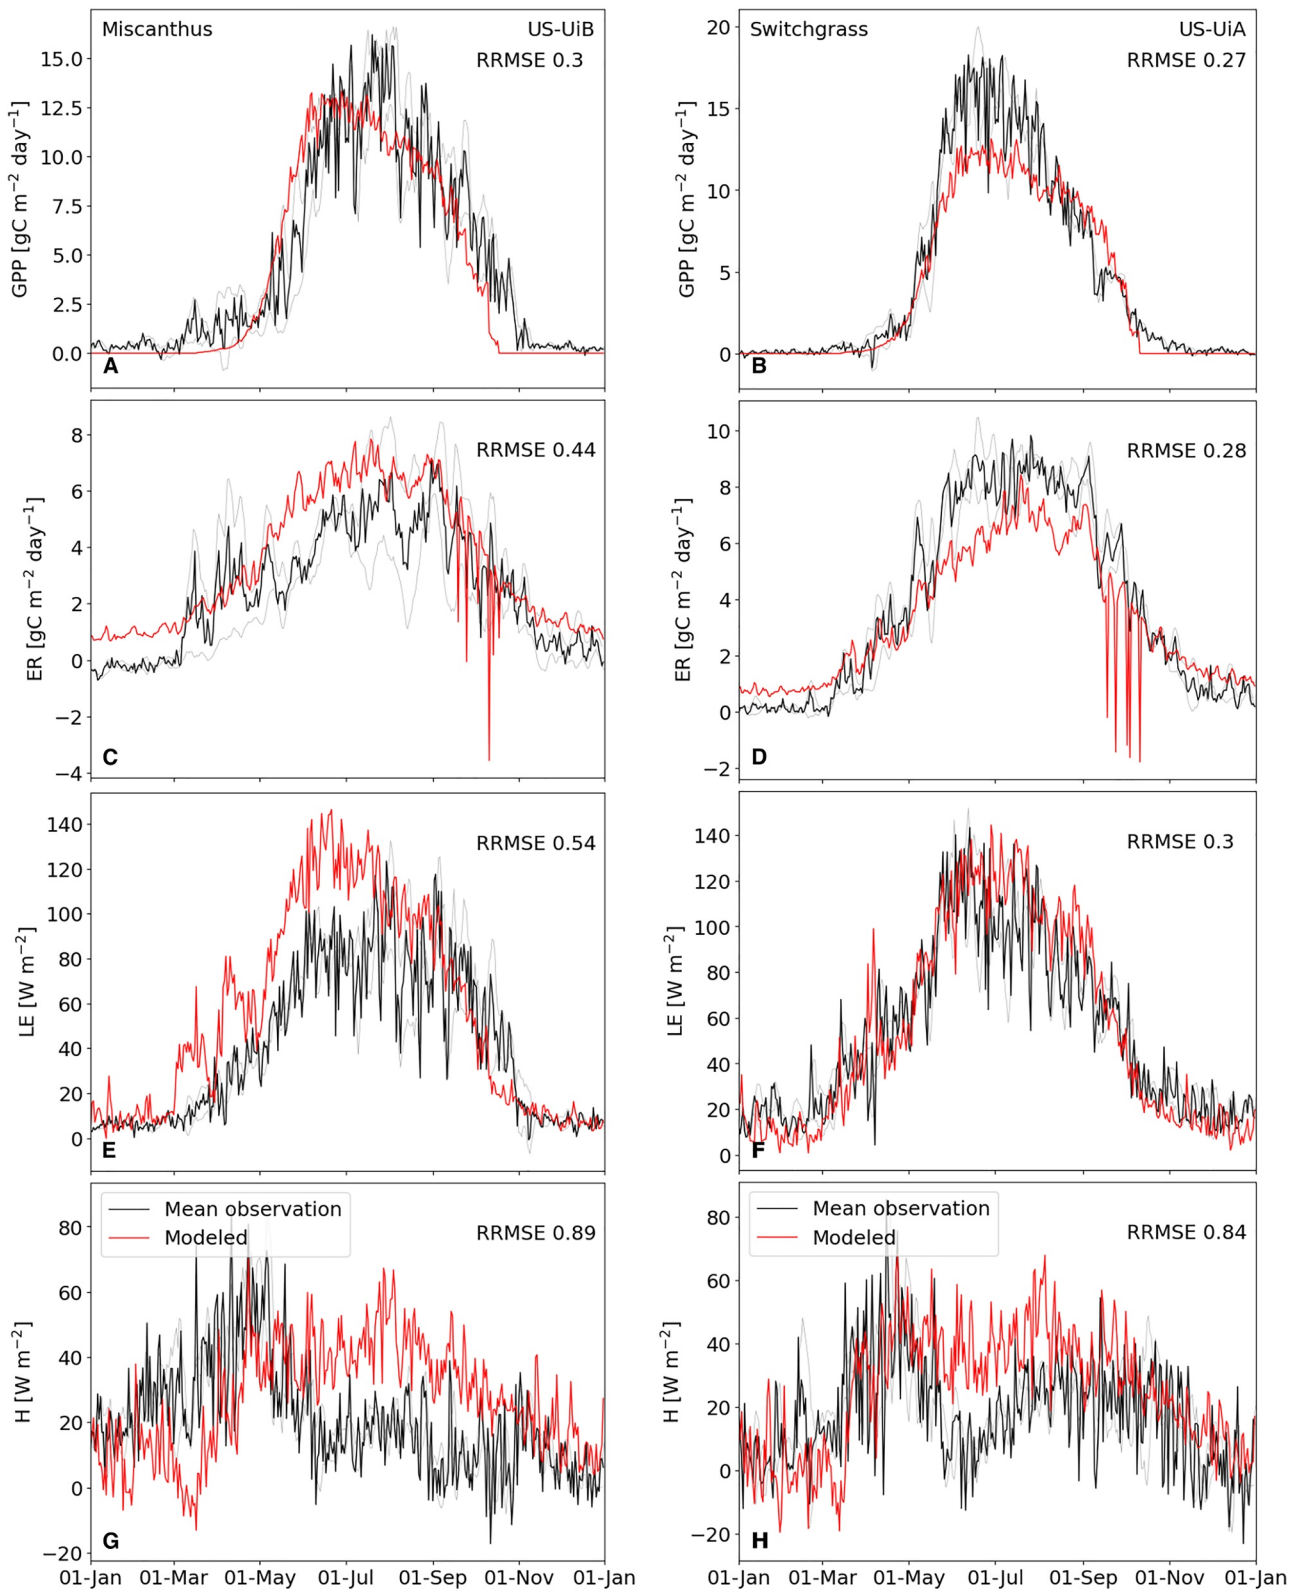 Miscanthus US-UiB
RRMSE 0.3
GPP [gC m⁻² day⁻¹]
15.0
12.5
10.0
7.5
5.0
2.5
0.0
A
Switchgrass US-UiA
RRMSE 0.27
GPP [gC m⁻² day⁻¹]
20
15
10
5
0
B
RRMSE 0.44
ER [gC m⁻² day⁻¹]
8
6
4
2
0
−2
−4
C
RRMSE 0.28
ER [gC m⁻² day⁻¹]
10
8
6
4
2
0
−2
D
RRMSE 0.54
LE [W m⁻²]
140
120
100
80
60
40
20
0
E
RRMSE 0.3
LE [W m⁻²]
140
120
100
80
60
40
20
0
F
Mean observation
Modeled
RRMSE 0.89
H [W m⁻²]
80
60
40
20
0
−20
G
01-Jan 01-Mar 01-May 01-Jul 01-Sep 01-Nov 01-Jan
Mean observation
Modeled
RRMSE 0.84
H [W m⁻²]
80
60
40
20
0
−20
H
01-Jan 01-Mar 01-May 01-Jul 01-Sep 01-Nov 01-Jan